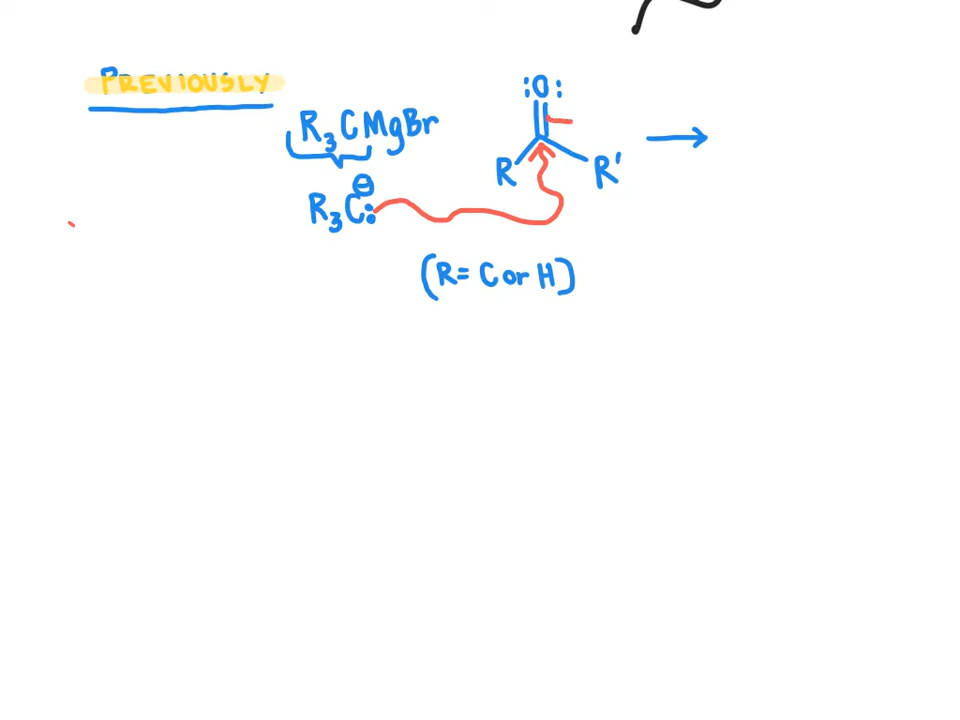 PREVIOUSLY
R₃CMgBr
:O:
R R'
R₃C:⊖
(R= C or H)